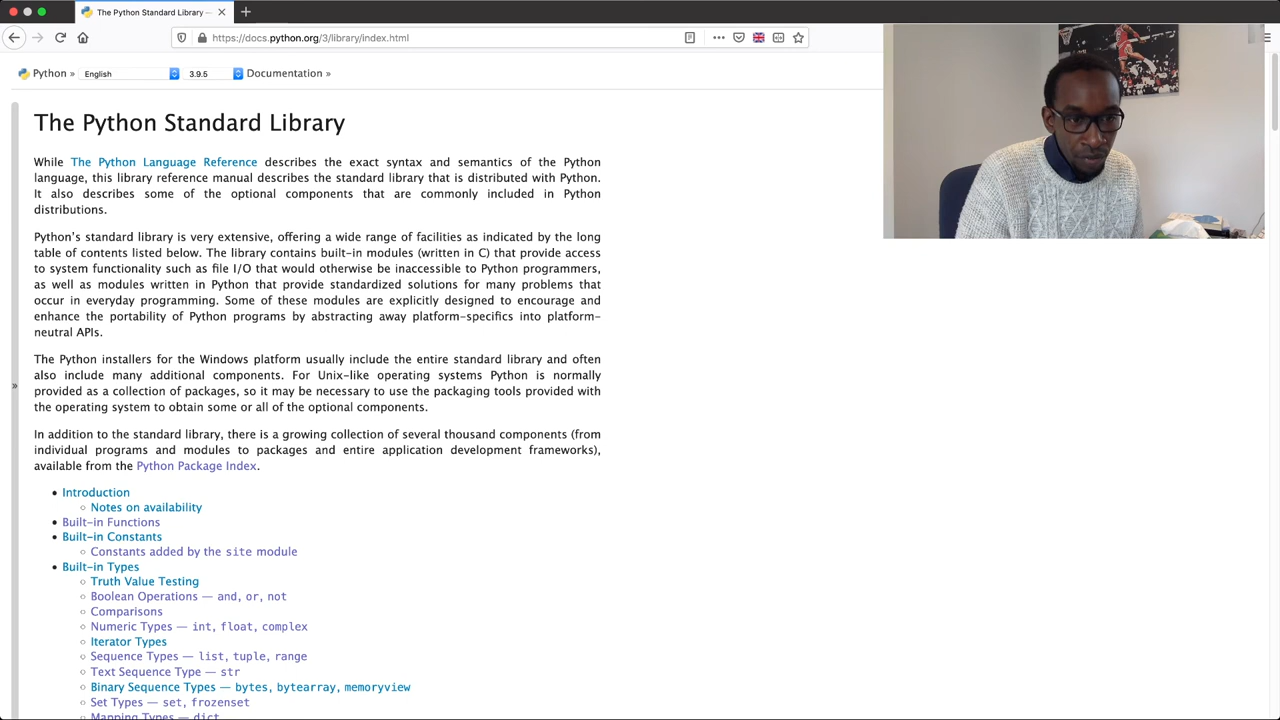 The Python Standard Library —
https://docs.python.org/3/library/index.html
Python » English 3.9.5 Documentation »
The Python Standard Library
While The Python Language Reference describes the exact syntax and semantics of the Python
language, this library reference manual describes the standard library that is distributed with Python.
It also describes some of the optional components that are commonly included in Python
distributions.
Python's standard library is very extensive, offering a wide range of facilities as indicated by the long
table of contents listed below. The library contains built-in modules (written in C) that provide access
to system functionality such as file I/O that would otherwise be inaccessible to Python programmers,
as well as modules written in Python that provide standardized solutions for many problems that
occur in everyday programming. Some of these modules are explicitly designed to encourage and
enhance the portability of Python programs by abstracting away platform-specifics into platform-
neutral APIs.
The Python installers for the Windows platform usually include the entire standard library and often
also include many additional components. For Unix-like operating systems Python is normally
provided as a collection of packages, so it may be necessary to use the packaging tools provided with
the operating system to obtain some or all of the optional components.
In addition to the standard library, there is a growing collection of several thousand components (from
individual programs and modules to packages and entire application development frameworks),
available from the Python Package Index.
• Introduction
◦ Notes on availability
• Built-in Functions
• Built-in Constants
◦ Constants added by the site module
• Built-in Types
◦ Truth Value Testing
◦ Boolean Operations — and, or, not
◦ Comparisons
◦ Numeric Types — int, float, complex
◦ Iterator Types
◦ Sequence Types — list, tuple, range
◦ Text Sequence Type — str
◦ Binary Sequence Types — bytes, bytearray, memoryview
◦ Set Types — set, frozenset
◦ Mapping Types — dict